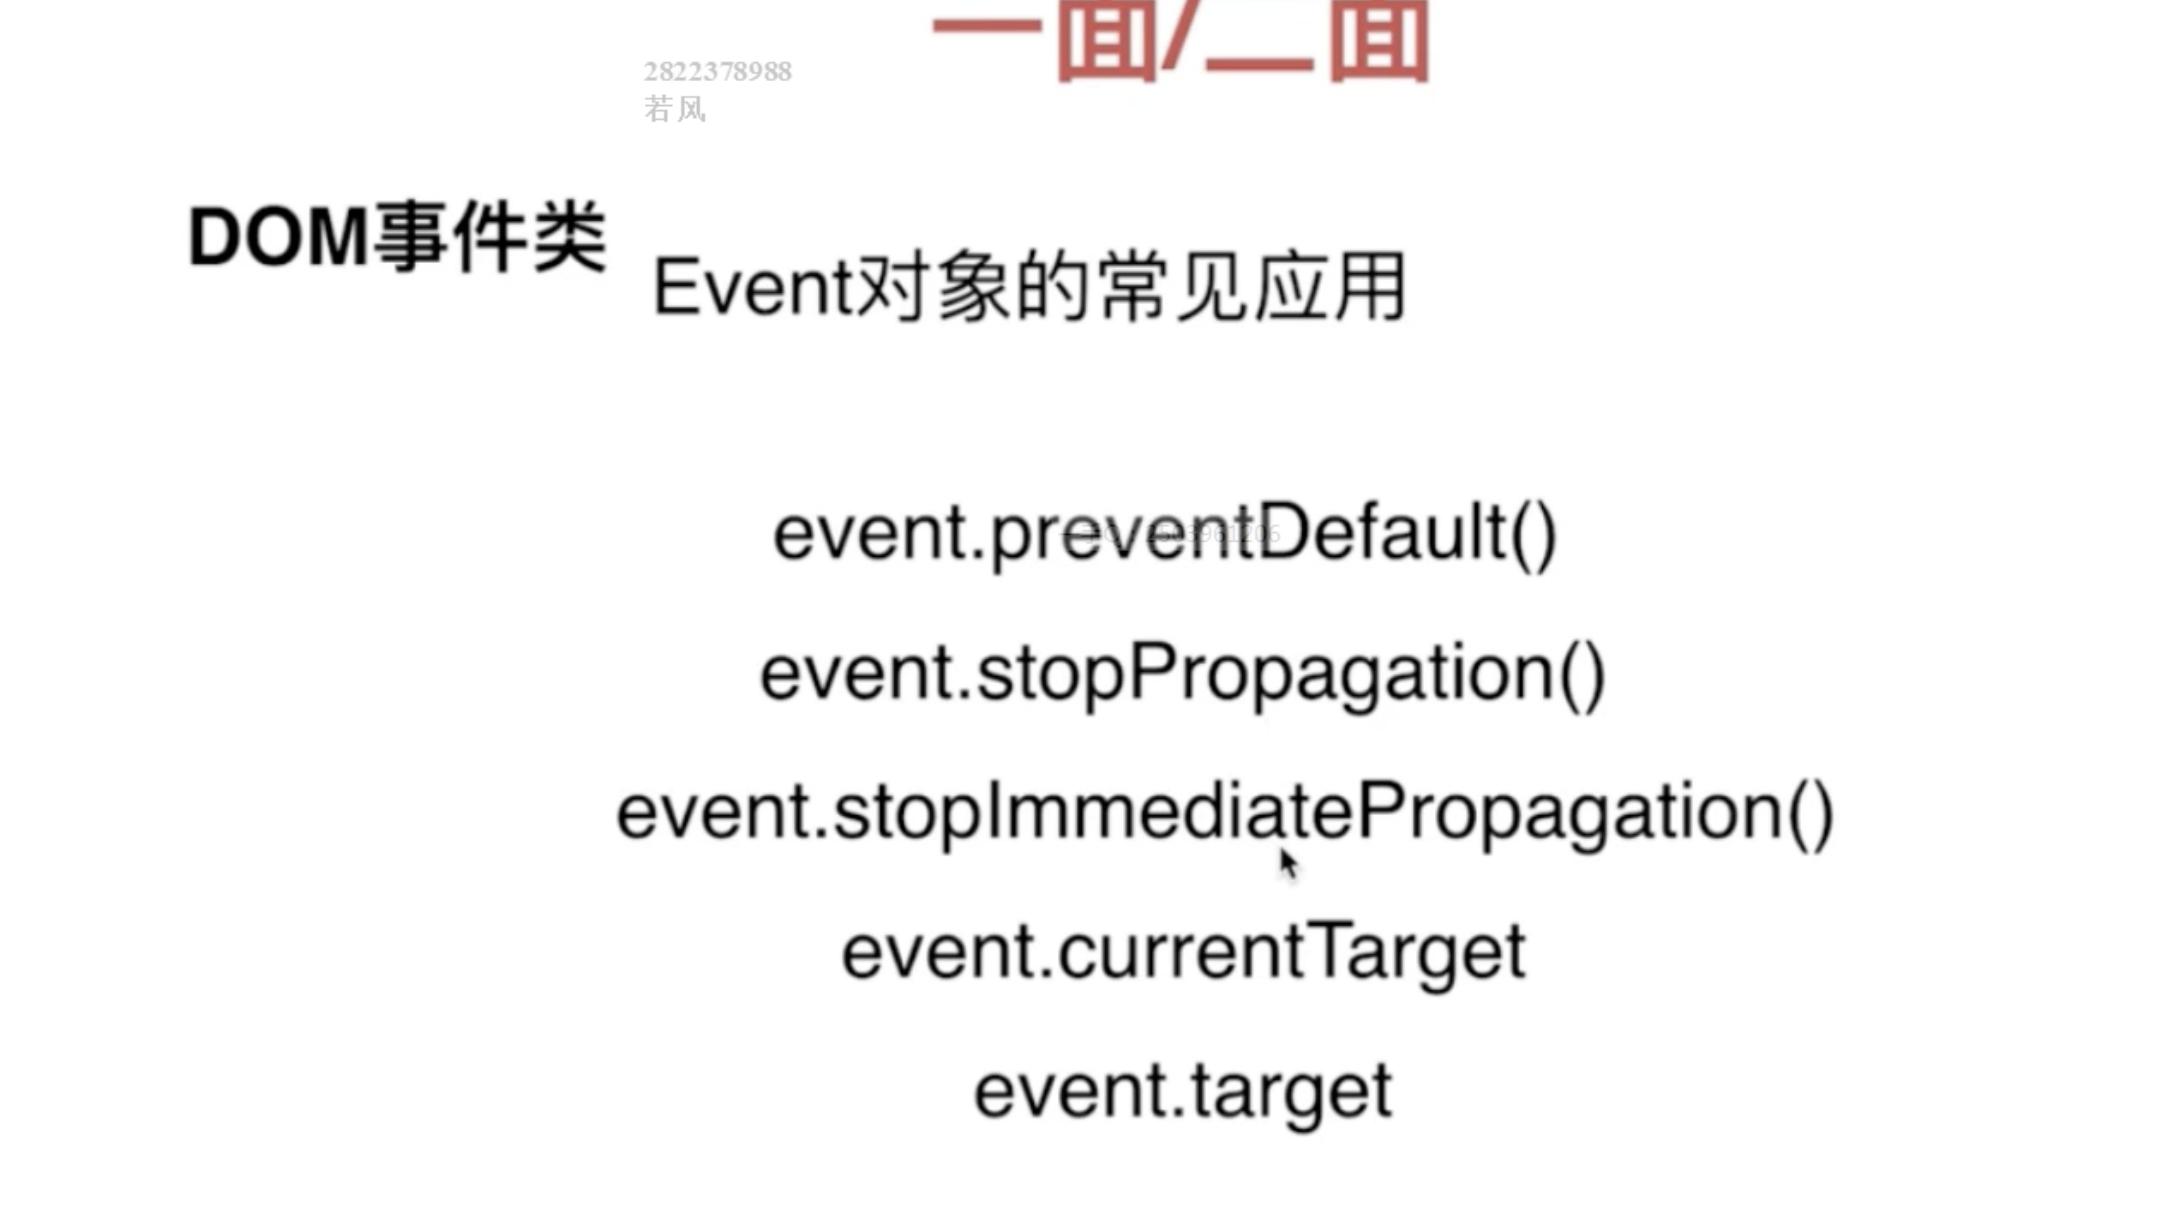 一面/二面
2822378988
若风
DOM事件类
Event对象的常见应用
event.preventDefault()
event.stopPropagation()
event.stopImmediatePropagation()
event.currentTarget
event.target